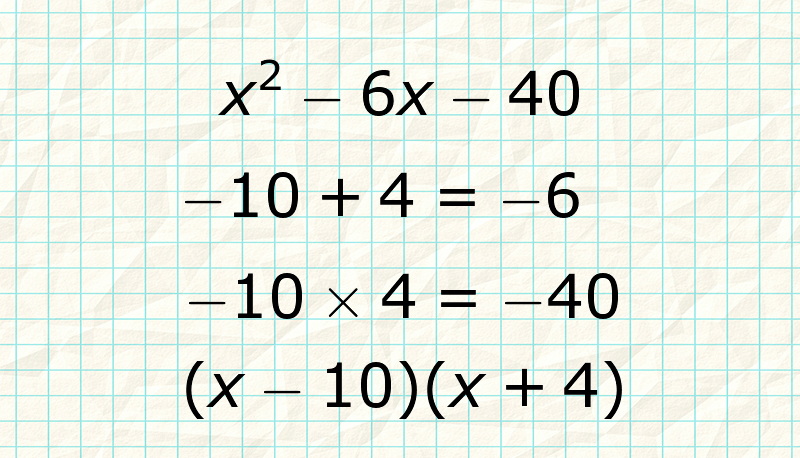 x² − 6x − 40
−10 + 4 = −6
−10 × 4 = −40
(x − 10)(x + 4)